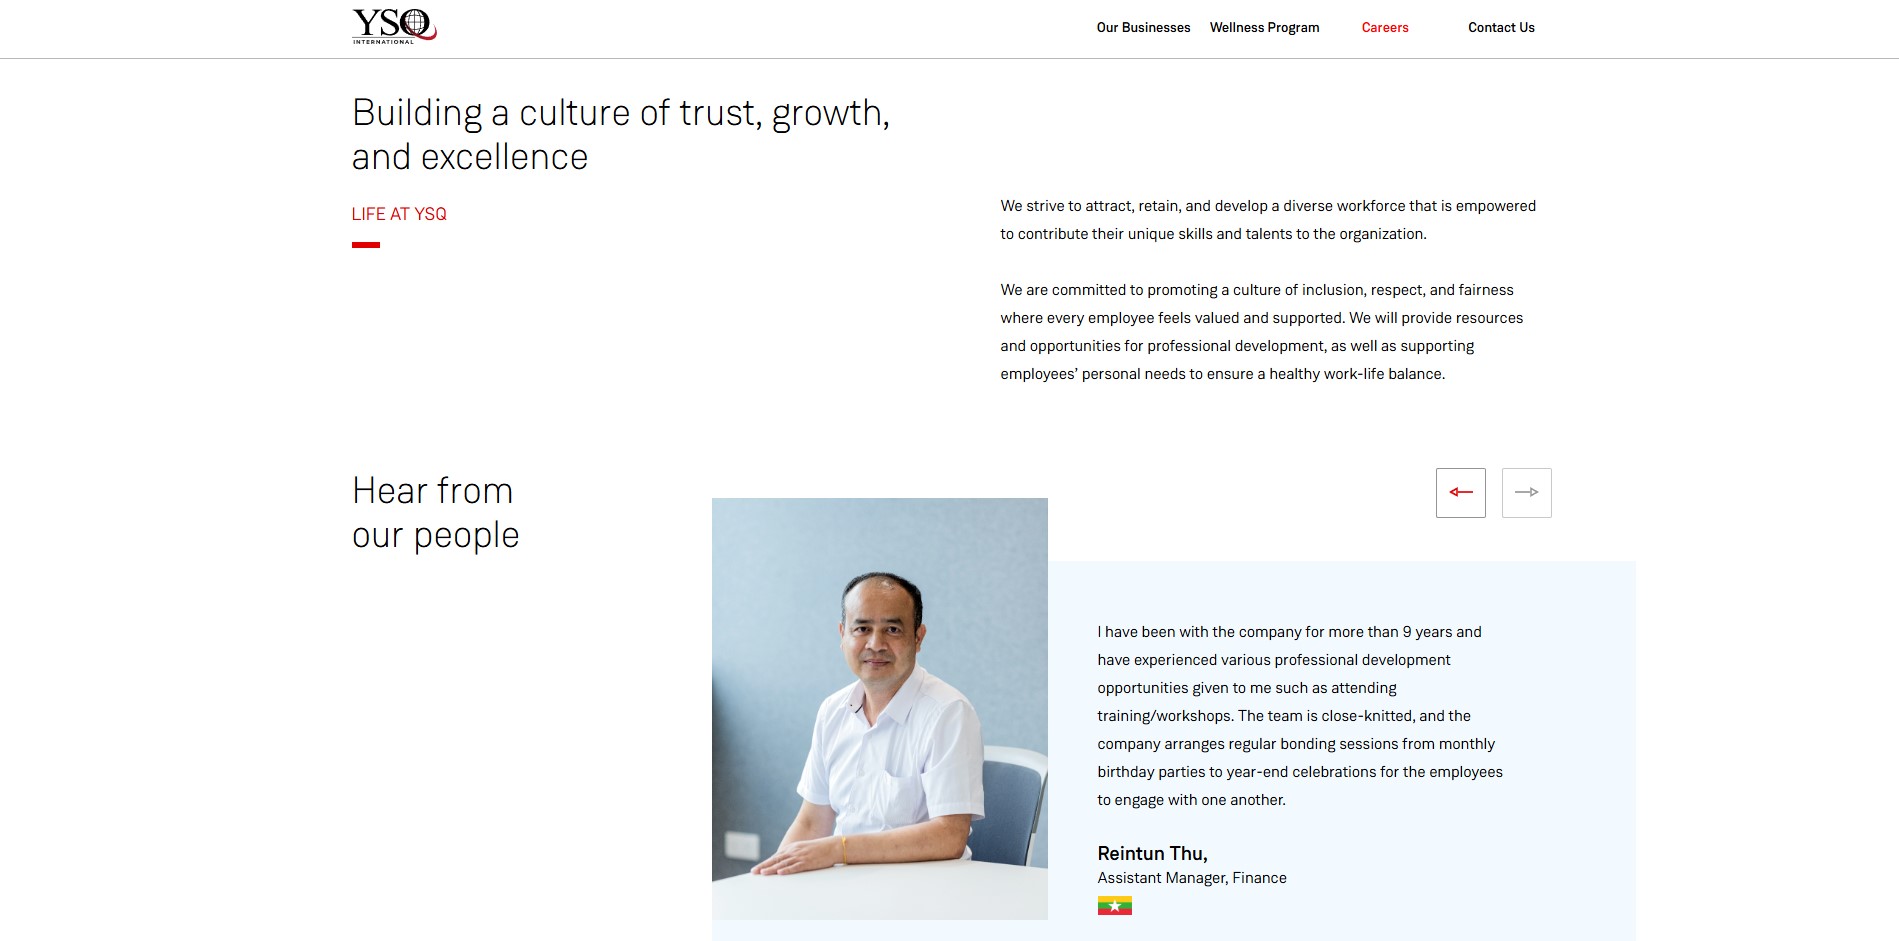 YSQ
INTERNATIONAL
Our Businesses
Wellness Program
Careers
Contact Us
Building a culture of trust, growth,
and excellence
LIFE AT YSQ
We strive to attract, retain, and develop a diverse workforce that is empowered
to contribute their unique skills and talents to the organization.
We are committed to promoting a culture of inclusion, respect, and fairness
where every employee feels valued and supported. We will provide resources
and opportunities for professional development, as well as supporting
employees’ personal needs to ensure a healthy work-life balance.
Hear from
our people
I have been with the company for more than 9 years and
have experienced various professional development
opportunities given to me such as attending
training/workshops. The team is close-knitted, and the
company arranges regular bonding sessions from monthly
birthday parties to year-end celebrations for the employees
to engage with one another.
Reintun Thu,
Assistant Manager, Finance